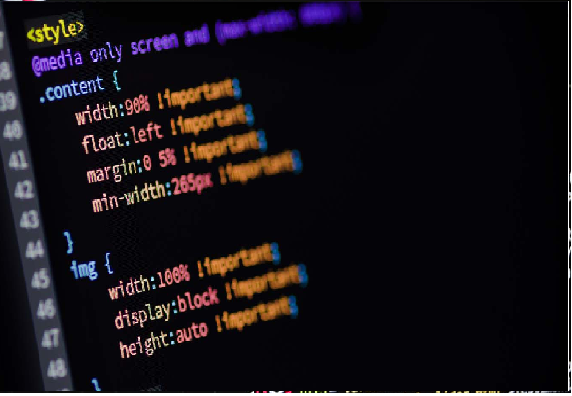 <style>
@media only screen and (max-width:
.content {
width:90% !important;
float:left !important;
margin:0 5% !important;
min-width:265px !important;
}
img {
width:100% !important;
display:block !important;
height:auto !important;
}
39
40
41
42
43
44
45
46
47
48